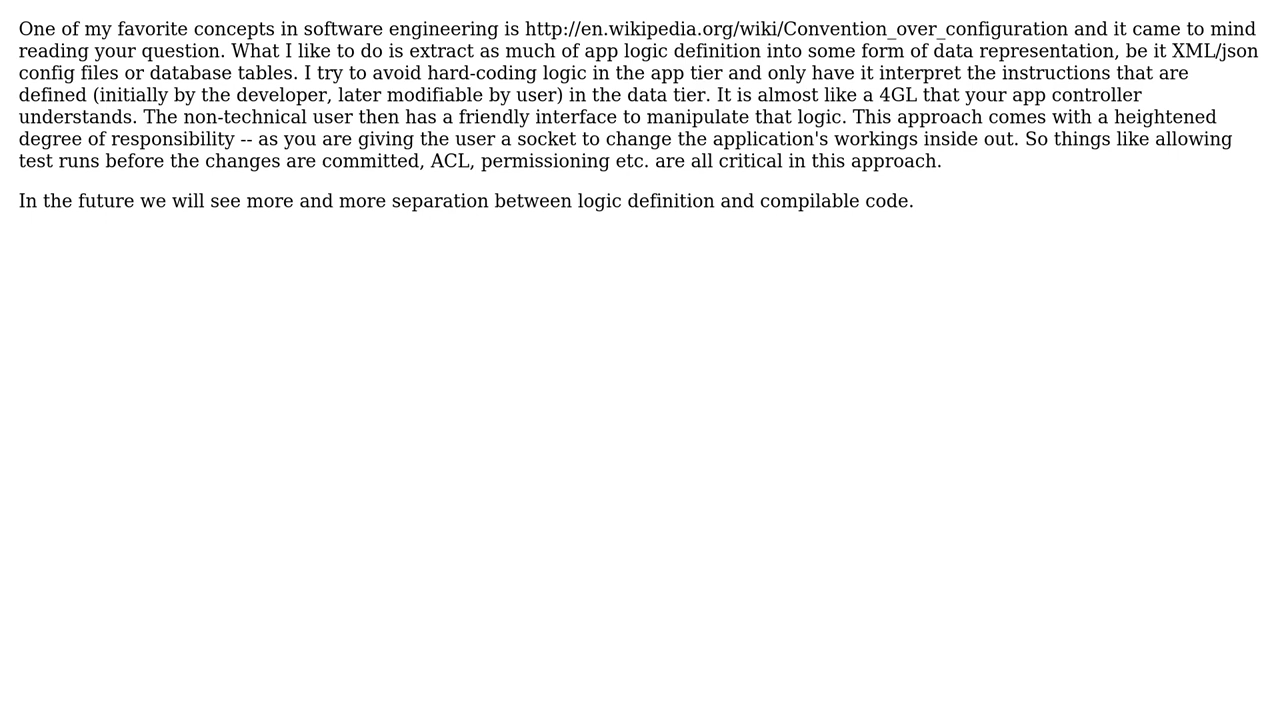 One of my favorite concepts in software engineering is http://en.wikipedia.org/wiki/Convention_over_configuration and it came to mind
reading your question. What I like to do is extract as much of app logic definition into some form of data representation, be it XML/json
config files or database tables. I try to avoid hard-coding logic in the app tier and only have it interpret the instructions that are
defined (initially by the developer, later modifiable by user) in the data tier. It is almost like a 4GL that your app controller
understands. The non-technical user then has a friendly interface to manipulate that logic. This approach comes with a heightened
degree of responsibility -- as you are giving the user a socket to change the application's workings inside out. So things like allowing
test runs before the changes are committed, ACL, permissioning etc. are all critical in this approach.
In the future we will see more and more separation between logic definition and compilable code.